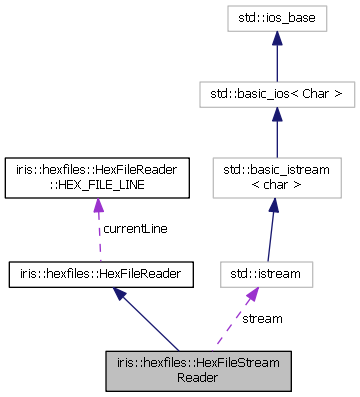 std::ios_base
std::basic_ios< Char >
iris::hexfiles::HexFileReader
::HEX_FILE_LINE
std::basic_istream
< char >
currentLine
iris::hexfiles::HexFileReader
std::istream
stream
iris::hexfiles::HexFileStream
Reader